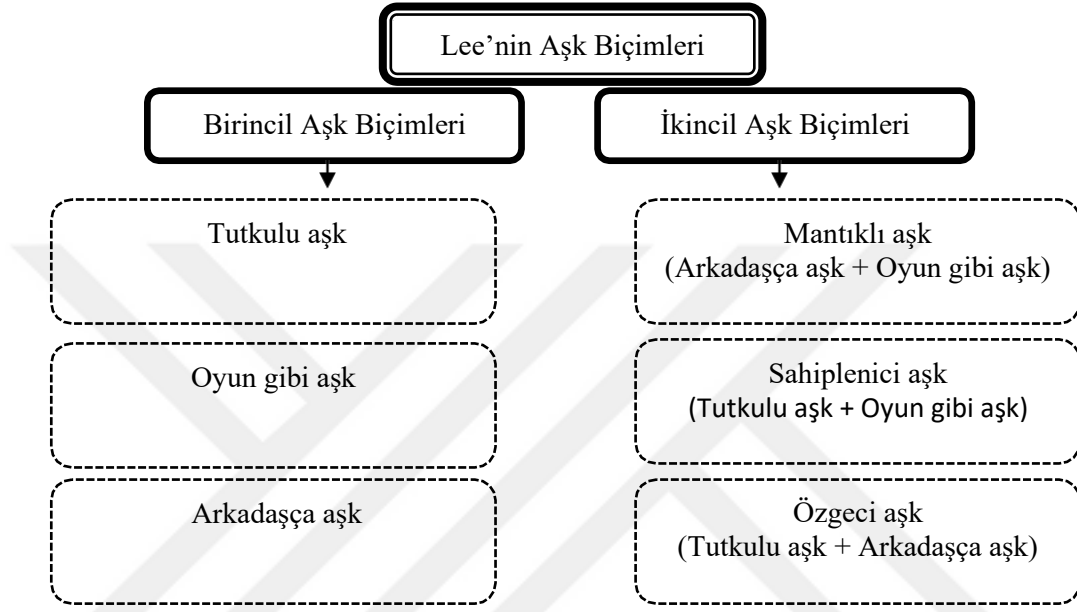 Lee’nin Aşk Biçimleri
Birincil Aşk Biçimleri
İkincil Aşk Biçimleri
Tutkulu aşk
Mantıklı aşk
(Arkadaşça aşk + Oyun gibi aşk)
Oyun gibi aşk
Sahiplenici aşk
(Tutkulu aşk + Oyun gibi aşk)
Arkadaşça aşk
Özgeci aşk
(Tutkulu aşk + Arkadaşça aşk)